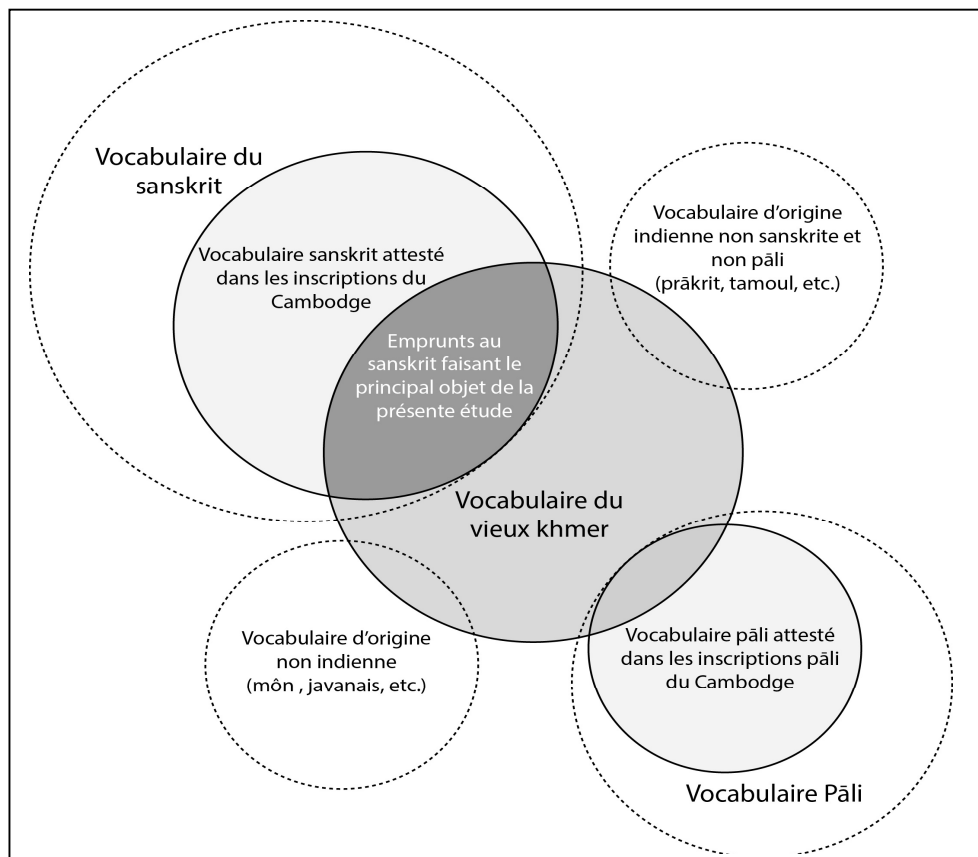 Vocabulaire du
sanskrit
Vocabulaire sanskrit attesté
dans les inscriptions du
Cambodge
Vocabulaire d’origine
indienne non sanskrite et
non pāli
(prākrit, tamoul, etc.)
Emprunts au
sanskrit faisant le
principal objet de la
présente étude
Vocabulaire du
vieux khmer
Vocabulaire d’origine
non indienne
(môn , javanais, etc.)
Vocabulaire pāli attesté
dans les inscriptions pāli
du Cambodge
Vocabulaire Pāli